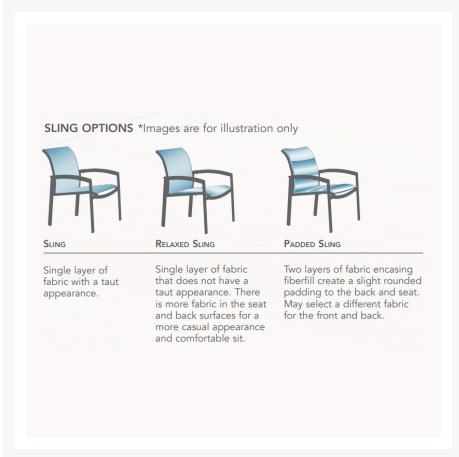 SLING OPTIONS *Images are for illustration only
SLING
Single layer of
fabric with a taut
appearance.
RELAXED SLING
Single layer of fabric
that does not have a
taut appearance. There
is more fabric in the seat
and back surfaces for a
more casual appearance
and comfortable sit.
PADDED SLING
Two layers of fabric encasing
fiberfill create a slight rounded
padding to the back and seat.
May select a different fabric
for the front and back.